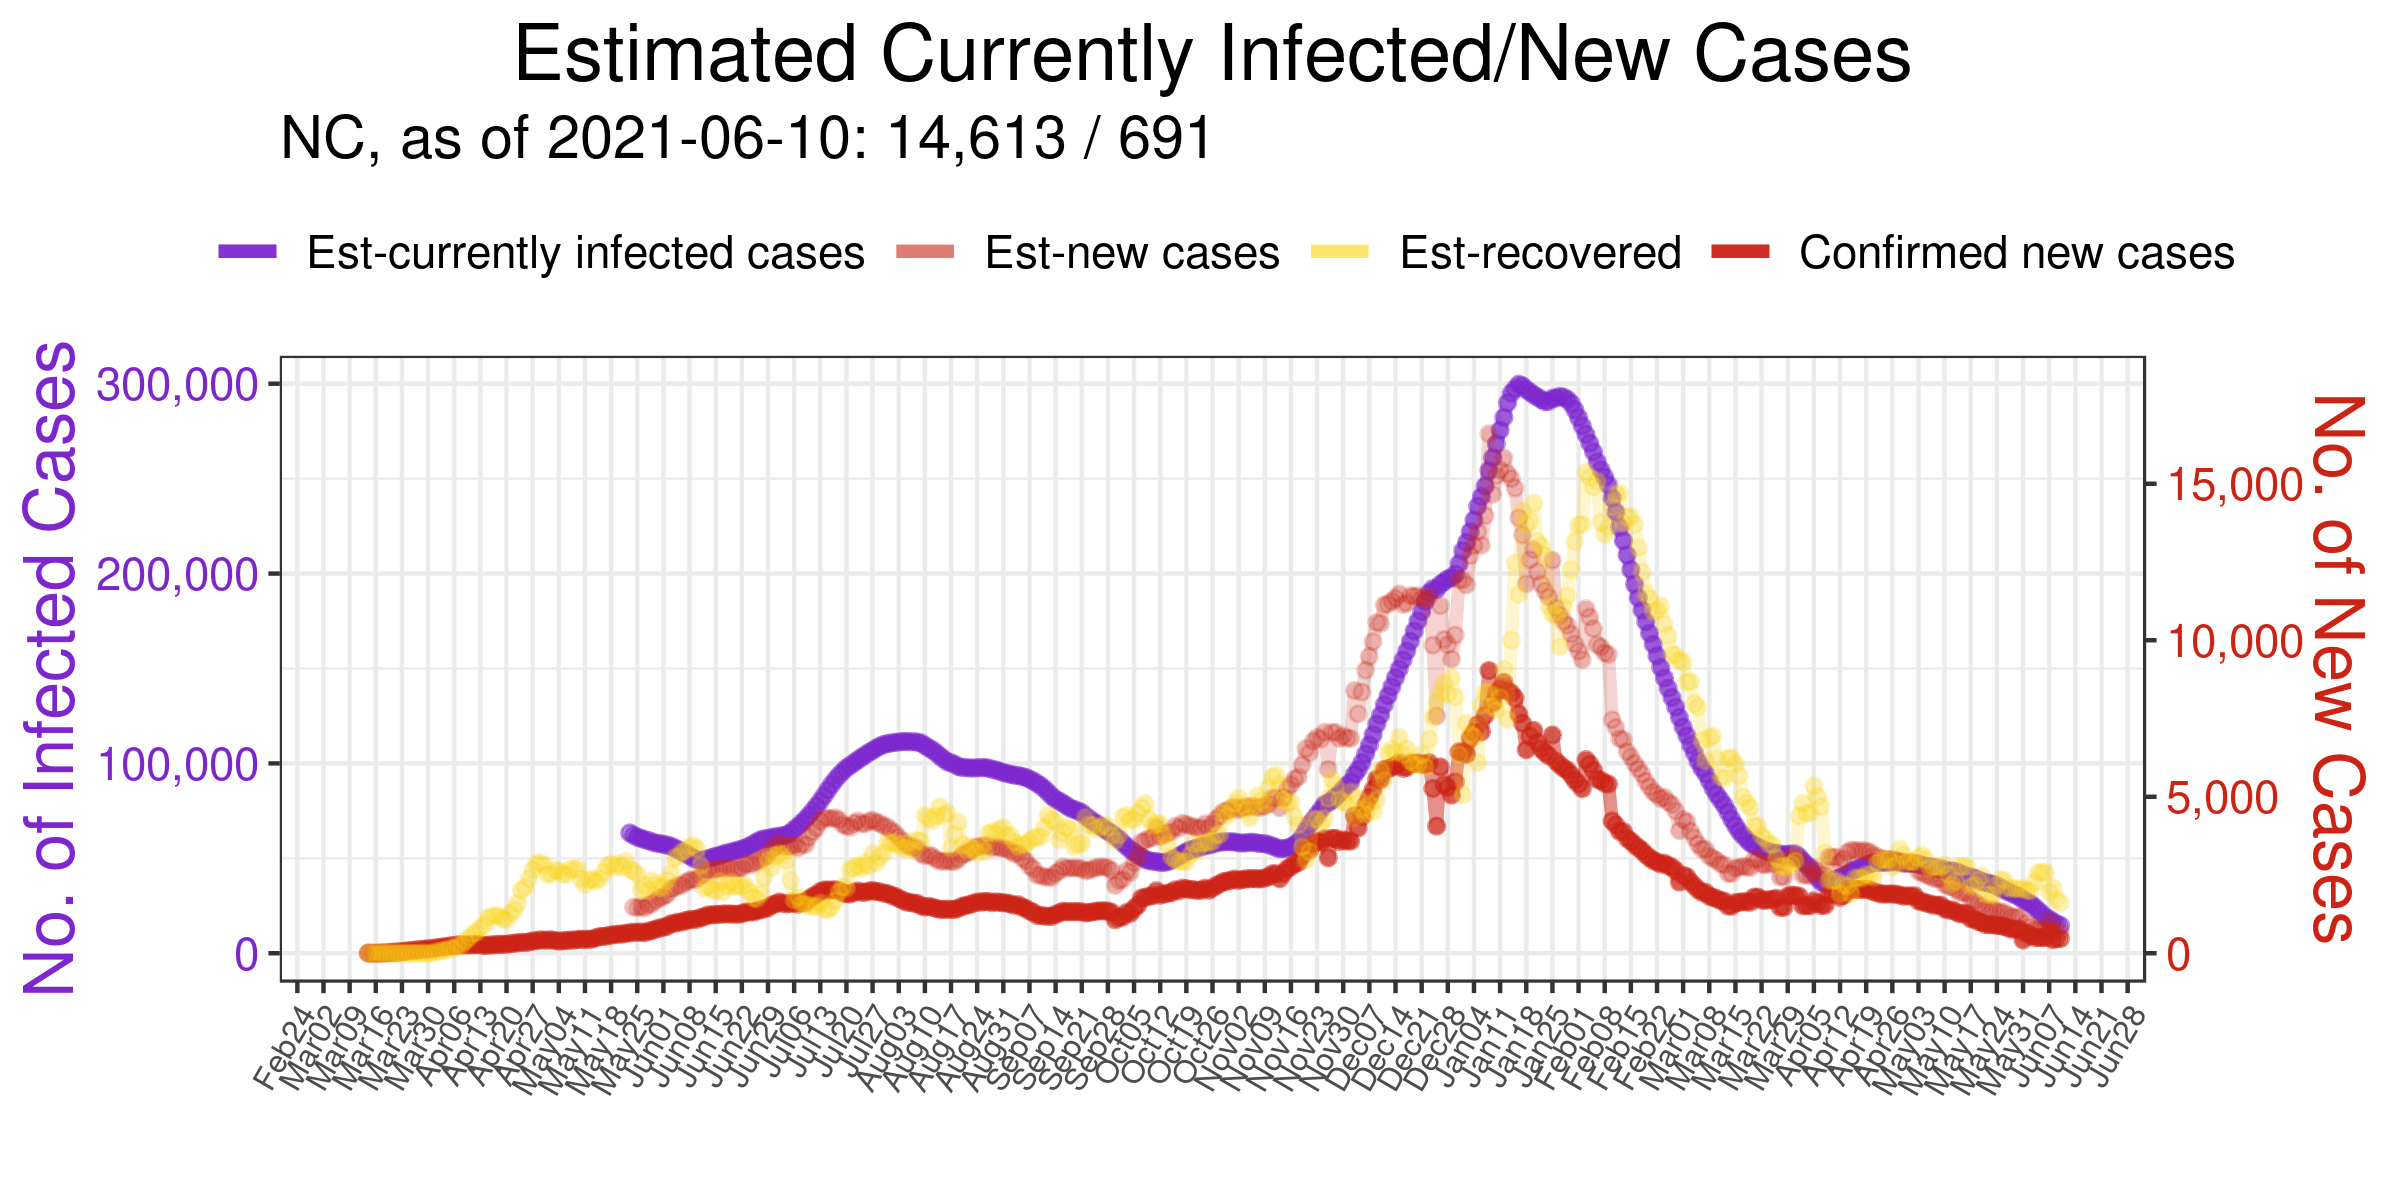 Estimated Currently Infected/New Cases
NC, as of 2021-06-10: 14,613 / 691
Est-currently infected cases Est-new cases Est-recovered Confirmed new cases
No. of Infected Cases
300,000
200,000
100,000
0
No. of New Cases
15,000
10,000
5,000
0
Feb24 Mar02 Mar09 Mar16 Mar23 Mar30 Apr06 Apr13 Apr20 Apr27 May04 May11 May18 May25 Jun01 Jun08 Jun15 Jun22 Jun29 Jul06 Jul13 Jul20 Jul27 Aug03 Aug10 Aug17 Aug24 Aug31 Sep07 Sep14 Sep21 Sep28 Oct05 Oct12 Oct19 Oct26 Nov02 Nov09 Nov16 Nov23 Nov30 Dec07 Dec14 Dec21 Dec28 Jan04 Jan11 Jan18 Jan25 Feb01 Feb08 Feb15 Feb22 Mar01 Mar08 Mar15 Mar22 Mar29 Apr05 Apr12 Apr19 Apr26 May03 May10 May17 May24 May31 Jun07 Jun14 Jun21 Jun28